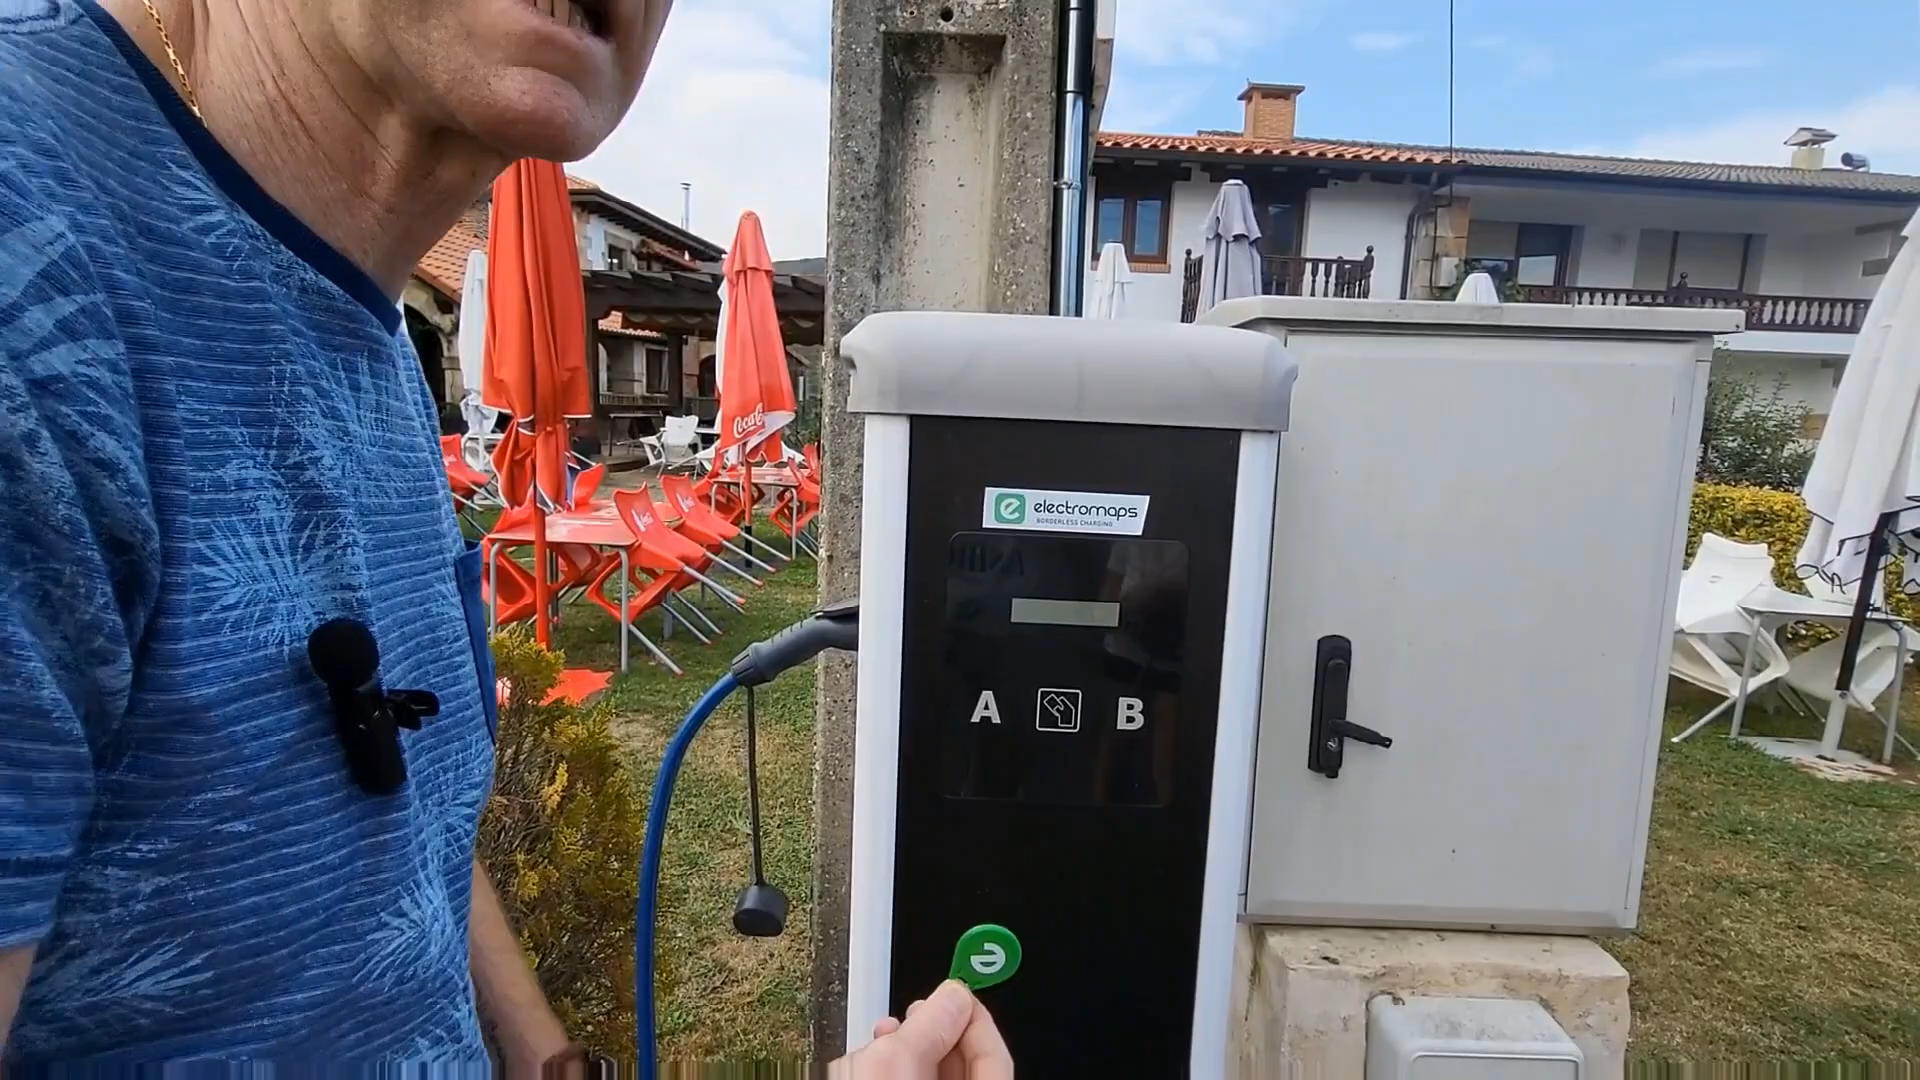 Coca-Cola
electromaps
BORDERLESS CHARGING
A
B
e